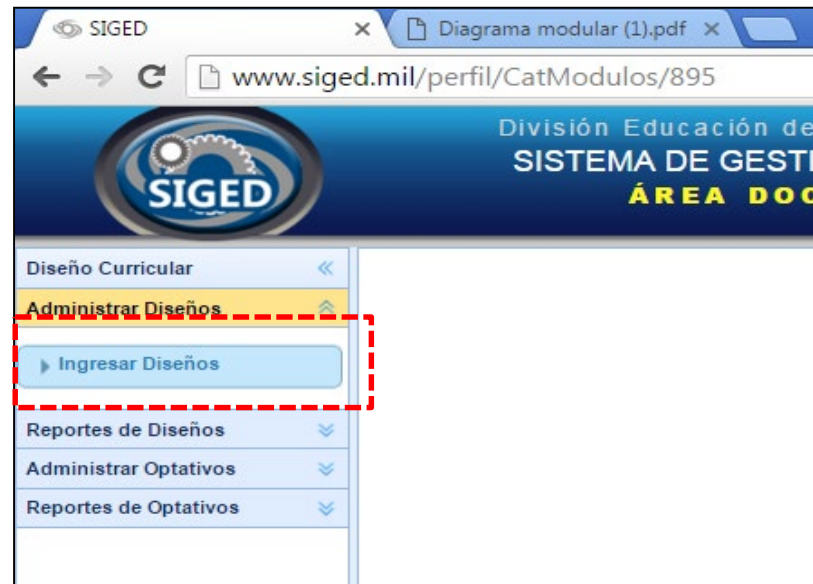 SIGED
Diagrama modular (1).pdf
www.siged.mil/perfil/CatModulos/895
SIGED
División Educación de
SISTEMA DE GESTI
ÁREA DOC
Diseño Curricular
Administrar Diseños
Ingresar Diseños
Reportes de Diseños
Administrar Optativos
Reportes de Optativos